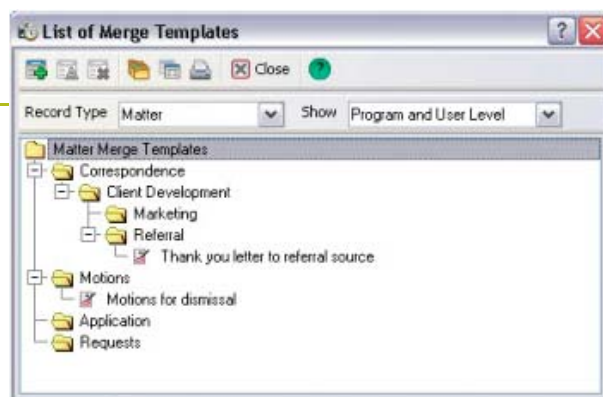 List of Merge Templates
Close
Record Type Matter Show Program and User Level
Matter Merge Templates
Correspondence
Client Development
Marketing
Referral
Thank you letter to referral source
Motions
Motions for dismissal
Application
Requests